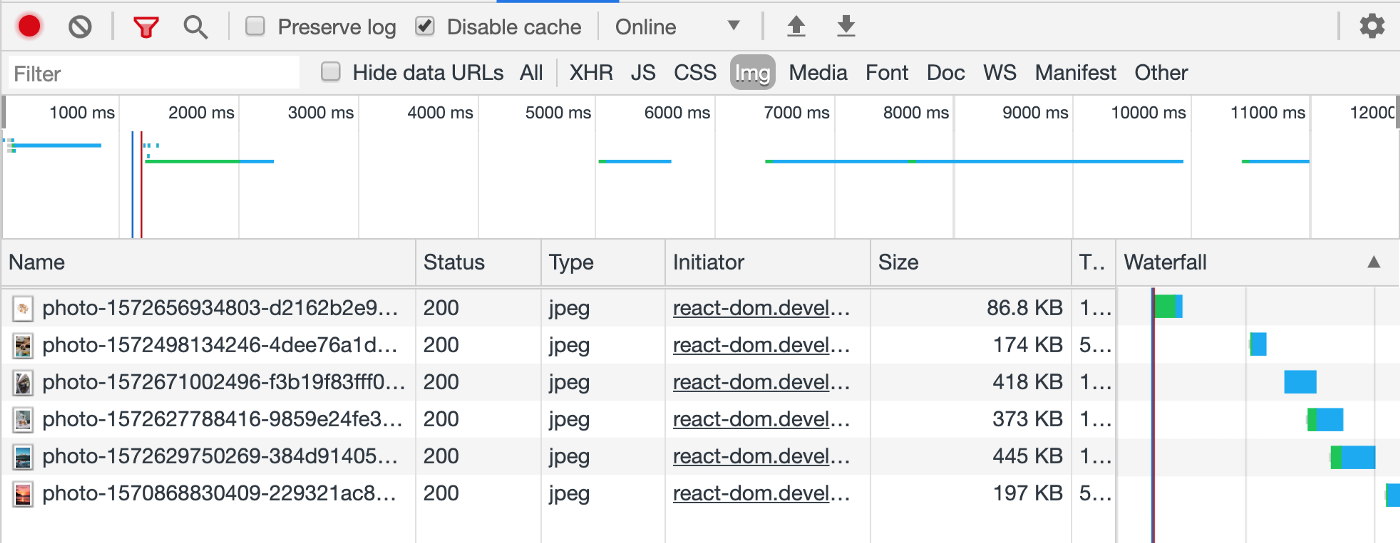 Preserve log Disable cache Online
Filter Hide data URLs All XHR JS CSS Img Media Font Doc WS Manifest Other
1000 ms 2000 ms 3000 ms 4000 ms 5000 ms 6000 ms 7000 ms 8000 ms 9000 ms 10000 ms 11000 ms 12000
Name Status Type Initiator Size T.. Waterfall
photo-1572656934803-d2162b2e9... 200 jpeg react-dom.devel... 86.8 KB 1...
photo-1572498134246-4dee76a1d... 200 jpeg react-dom.devel... 174 KB 5...
photo-1572671002496-f3b19f83fff0... 200 jpeg react-dom.devel... 418 KB 1...
photo-1572627788416-9859e24fe3... 200 jpeg react-dom.devel... 373 KB 1...
photo-1572629750269-384d91405... 200 jpeg react-dom.devel... 445 KB 1...
photo-1570868830409-229321ac8... 200 jpeg react-dom.devel... 197 KB 5...